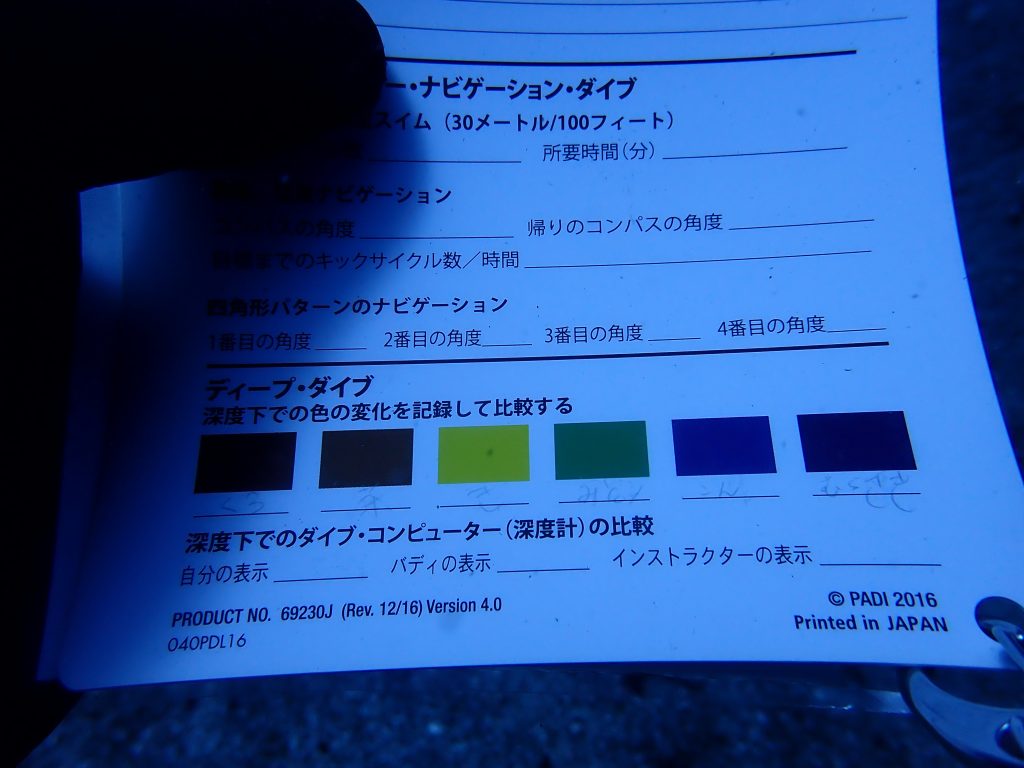 ー・ナビゲーション・ダイブ
スイム（30メートル/100フィート）
所要時間（分）
ナビゲーション
コンパスの角度 帰りのコンパスの角度
までのキックサイクル数／時間
四角形パターンのナビゲーション
1番目の角度 2番目の角度 3番目の角度 4番目の角度
ディープ・ダイブ
深度下での色の変化を記録して比較する
深度下でのダイブ・コンピューター（深度計）の比較
自分の表示 バディの表示 インストラクターの表示
PRODUCT NO. 69230J (Rev. 12/16) Version 4.0
© PADI 2016
040PDL16
Printed in JAPAN